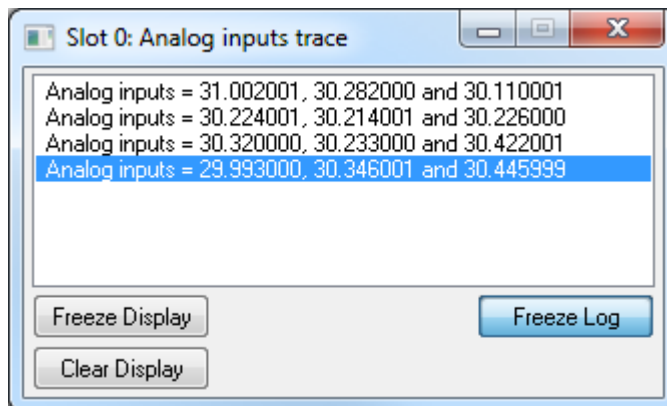 Slot 0: Analog inputs trace
Analog inputs = 31.002001, 30.282000 and 30.110001
Analog inputs = 30.224001, 30.214001 and 30.226000
Analog inputs = 30.320000, 30.233000 and 30.422001
Analog inputs = 29.993000, 30.346001 and 30.445999
Freeze Display
Freeze Log
Clear Display